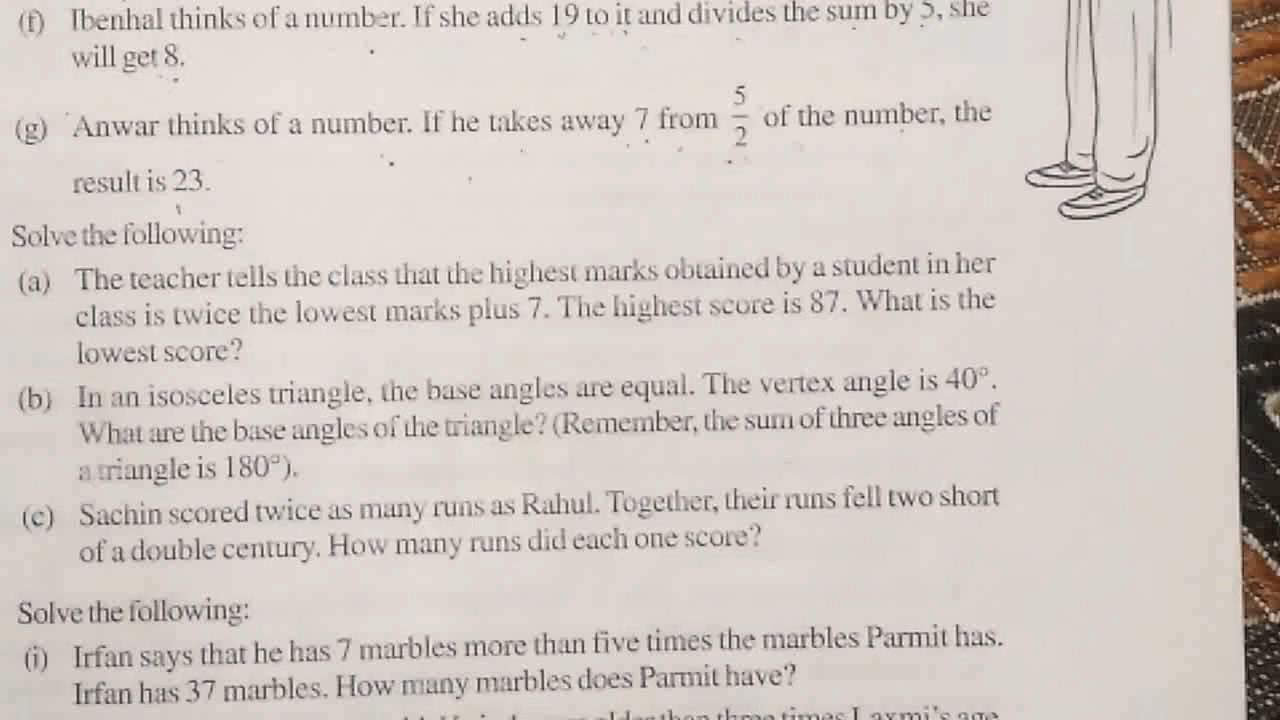 (f) Ibenhal thinks of a number. If she adds 19 to it and divides the sum by 5, she
will get 8.
(g) Anwar thinks of a number. If he takes away 7 from 5/2 of the number, the
result is 23.
Solve the following:
(a) The teacher tells the class that the highest marks obtained by a student in her
class is twice the lowest marks plus 7. The highest score is 87. What is the
lowest score?
(b) In an isosceles triangle, the base angles are equal. The vertex angle is 40°.
What are the base angles of the triangle? (Remember, the sum of three angles of
a triangle is 180°).
(c) Sachin scored twice as many runs as Rahul. Together, their runs fell two short
of a double century. How many runs did each one score?
Solve the following:
(i) Irfan says that he has 7 marbles more than five times the marbles Parmit has.
Irfan has 37 marbles. How many marbles does Parmit have?
than three times Laxmi's age